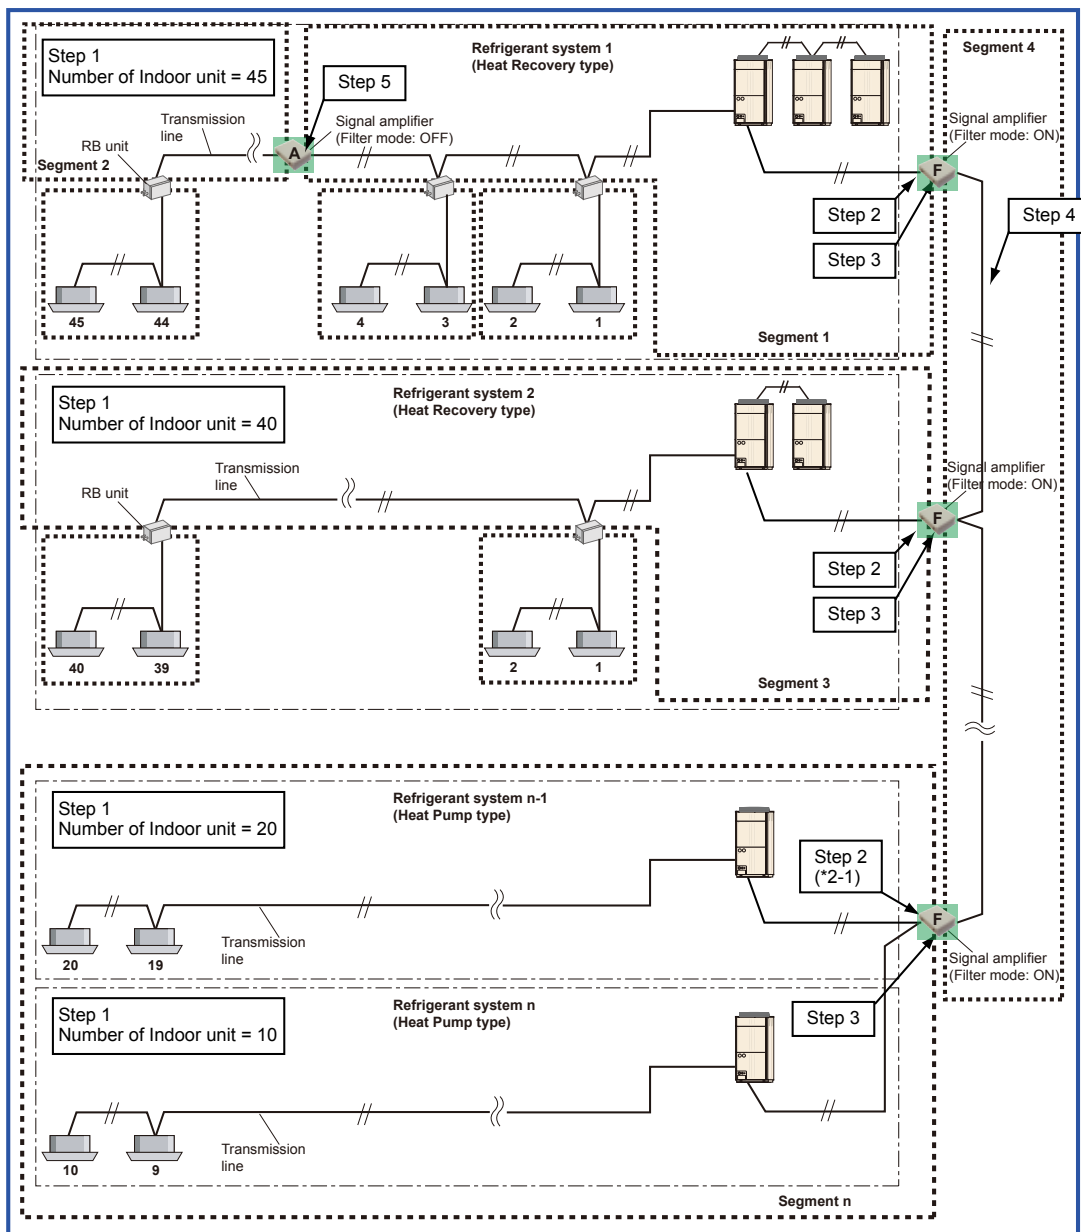 Step 1
Number of Indoor unit = 45
Refrigerant system 1
(Heat Recovery type)
Segment 4
Step 5
Transmission
line
Signal amplifier
(Filter mode: OFF)
Signal amplifier
(Filter mode: ON)
RB unit
Segment 2
A
F
Step 2
Step 4
Step 3
45
44
4
3
2
1
Segment 1
Refrigerant system 2
(Heat Recovery type)
Step 1
Number of Indoor unit = 40
Transmission
line
Signal amplifier
(Filter mode: ON)
RB unit
F
Step 2
Step 3
40
39
2
1
Segment 3
Step 1
Number of Indoor unit = 20
Refrigerant system n-1
(Heat Pump type)
Step 2
(*2-1)
F
Transmission
line
20
19
Signal amplifier
(Filter mode: ON)
Step 1
Number of Indoor unit = 10
Refrigerant system n
(Heat Pump type)
Step 3
Transmission
line
10
9
Segment n